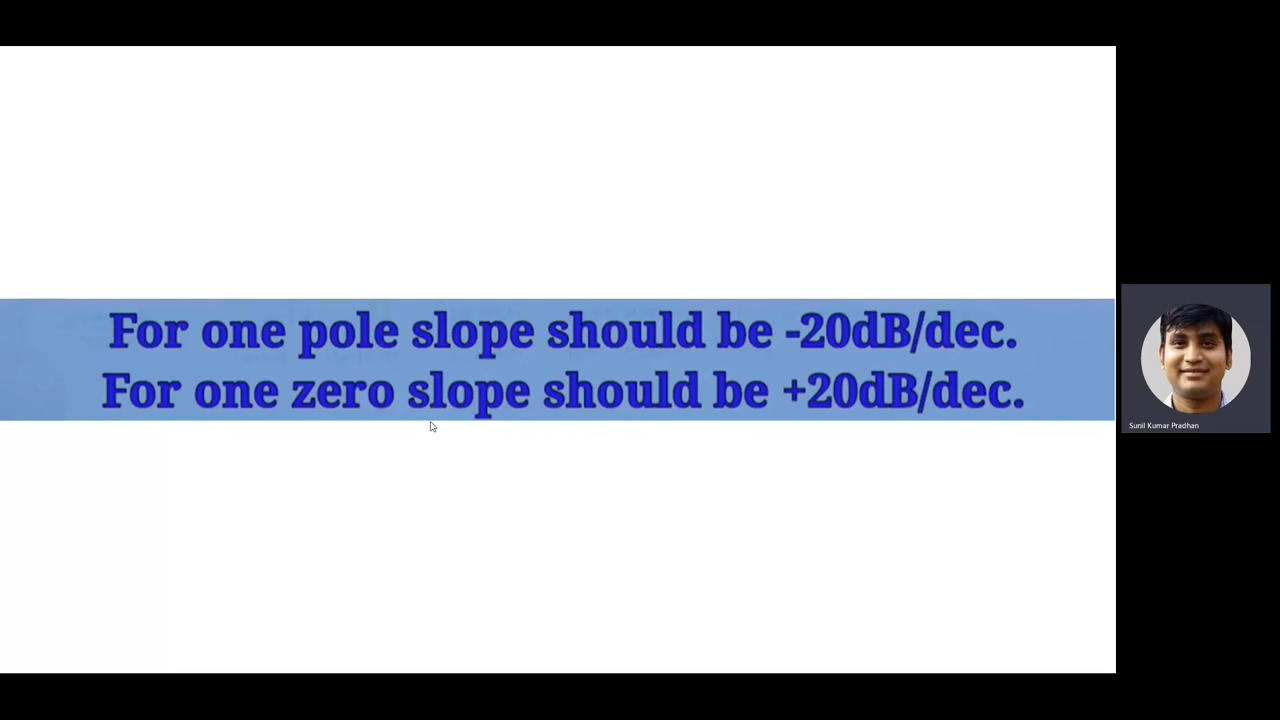 For one pole slope should be -20dB/dec.
For one zero slope should be +20dB/dec.
Sunil Kumar Pradhan